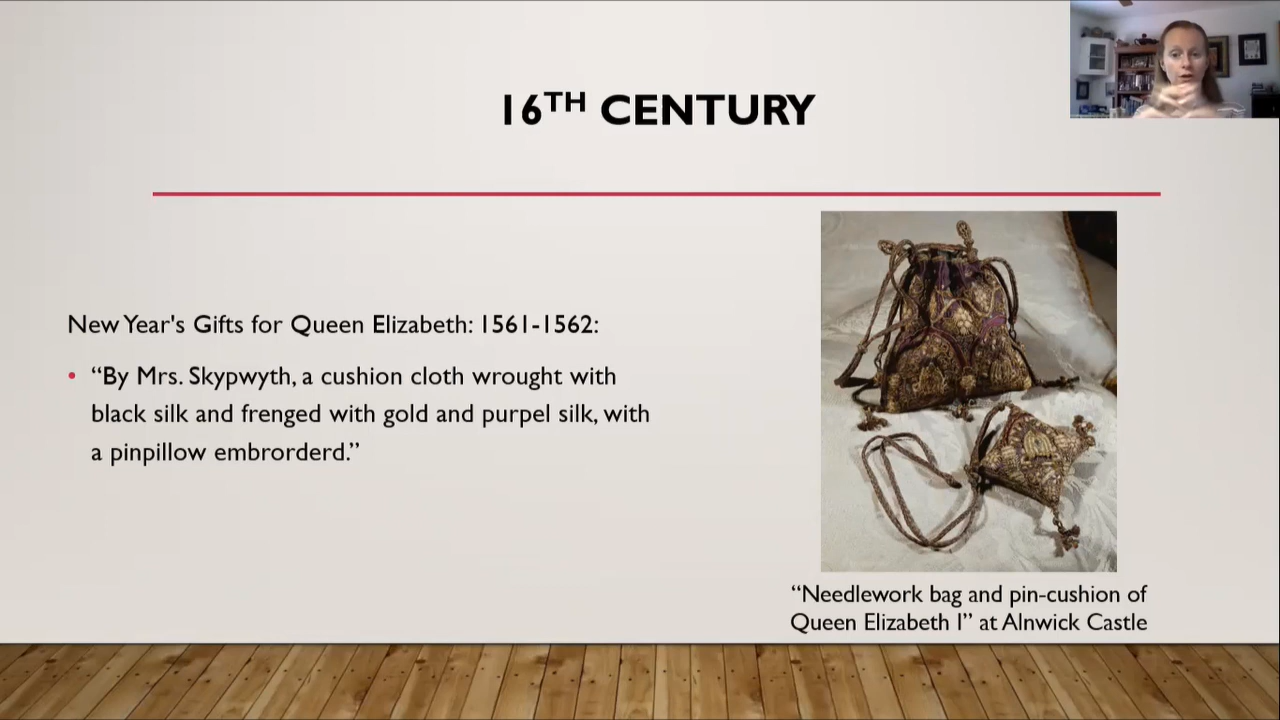 16TH CENTURY
New Year's Gifts for Queen Elizabeth: 1561-1562:
• “By Mrs. Skypwyth, a cushion cloth wrought with
black silk and frenged with gold and purpel silk, with
a pinpillow embrorderd.”
“Needlework bag and pin-cushion of
Queen Elizabeth I” at Alnwick Castle